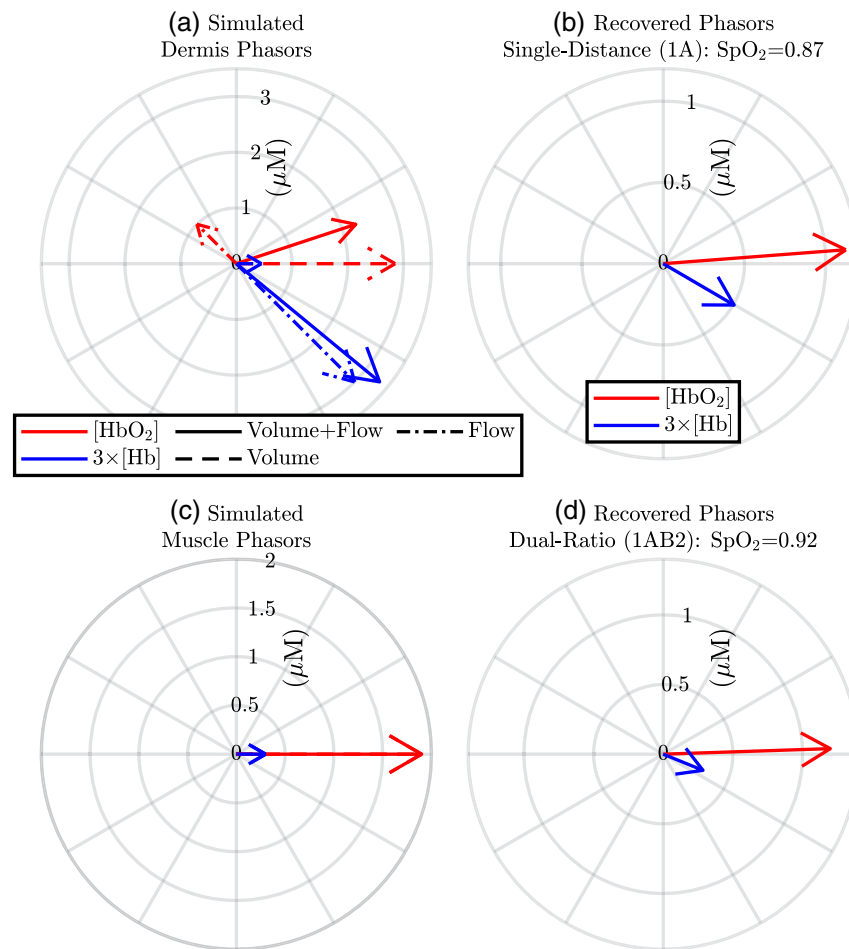 (a) Simulated
Dermis Phasors
3
2
1
0
(μM)
(b) Recovered Phasors
Single-Distance (1A): SpO₂=0.87
1
0.5
0
(μM)
[HbO₂]
3×[Hb]
Volume+Flow
Volume
Flow
[HbO₂]
3×[Hb]
(c) Simulated
Muscle Phasors
2
1.5
1
0.5
0
(μM)
(d) Recovered Phasors
Dual-Ratio (1AB2): SpO₂=0.92
1
0.5
0
(μM)